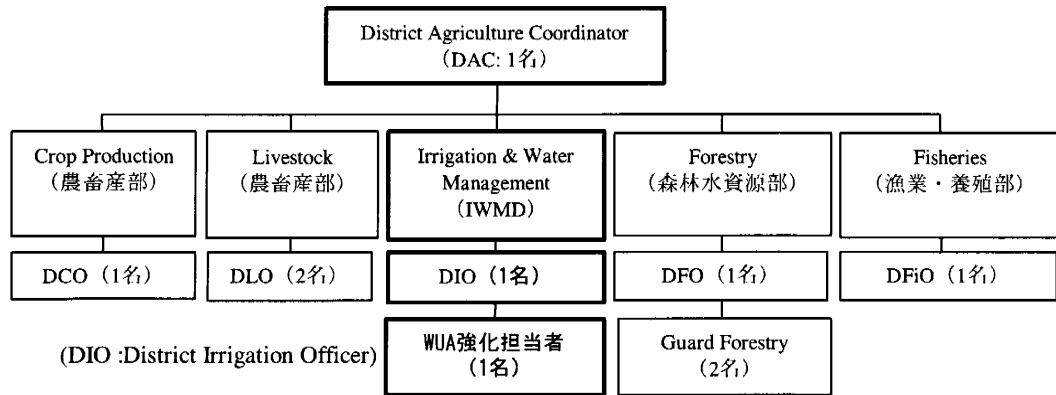 District Agriculture Coordinator
(DAC: 1名)
Crop Production
(農畜産部)
Livestock
(農畜産部)
Irrigation & Water
Management
(IWMD)
Forestry
(森林水資源部)
Fisheries
(漁業・養殖部)
DCO (1名)
DLO (2名)
DIO (1名)
DFO (1名)
DFiO (1名)
(DIO :District Irrigation Officer)
WUA強化担当者
(1名)
Guard Forestry
(2名)